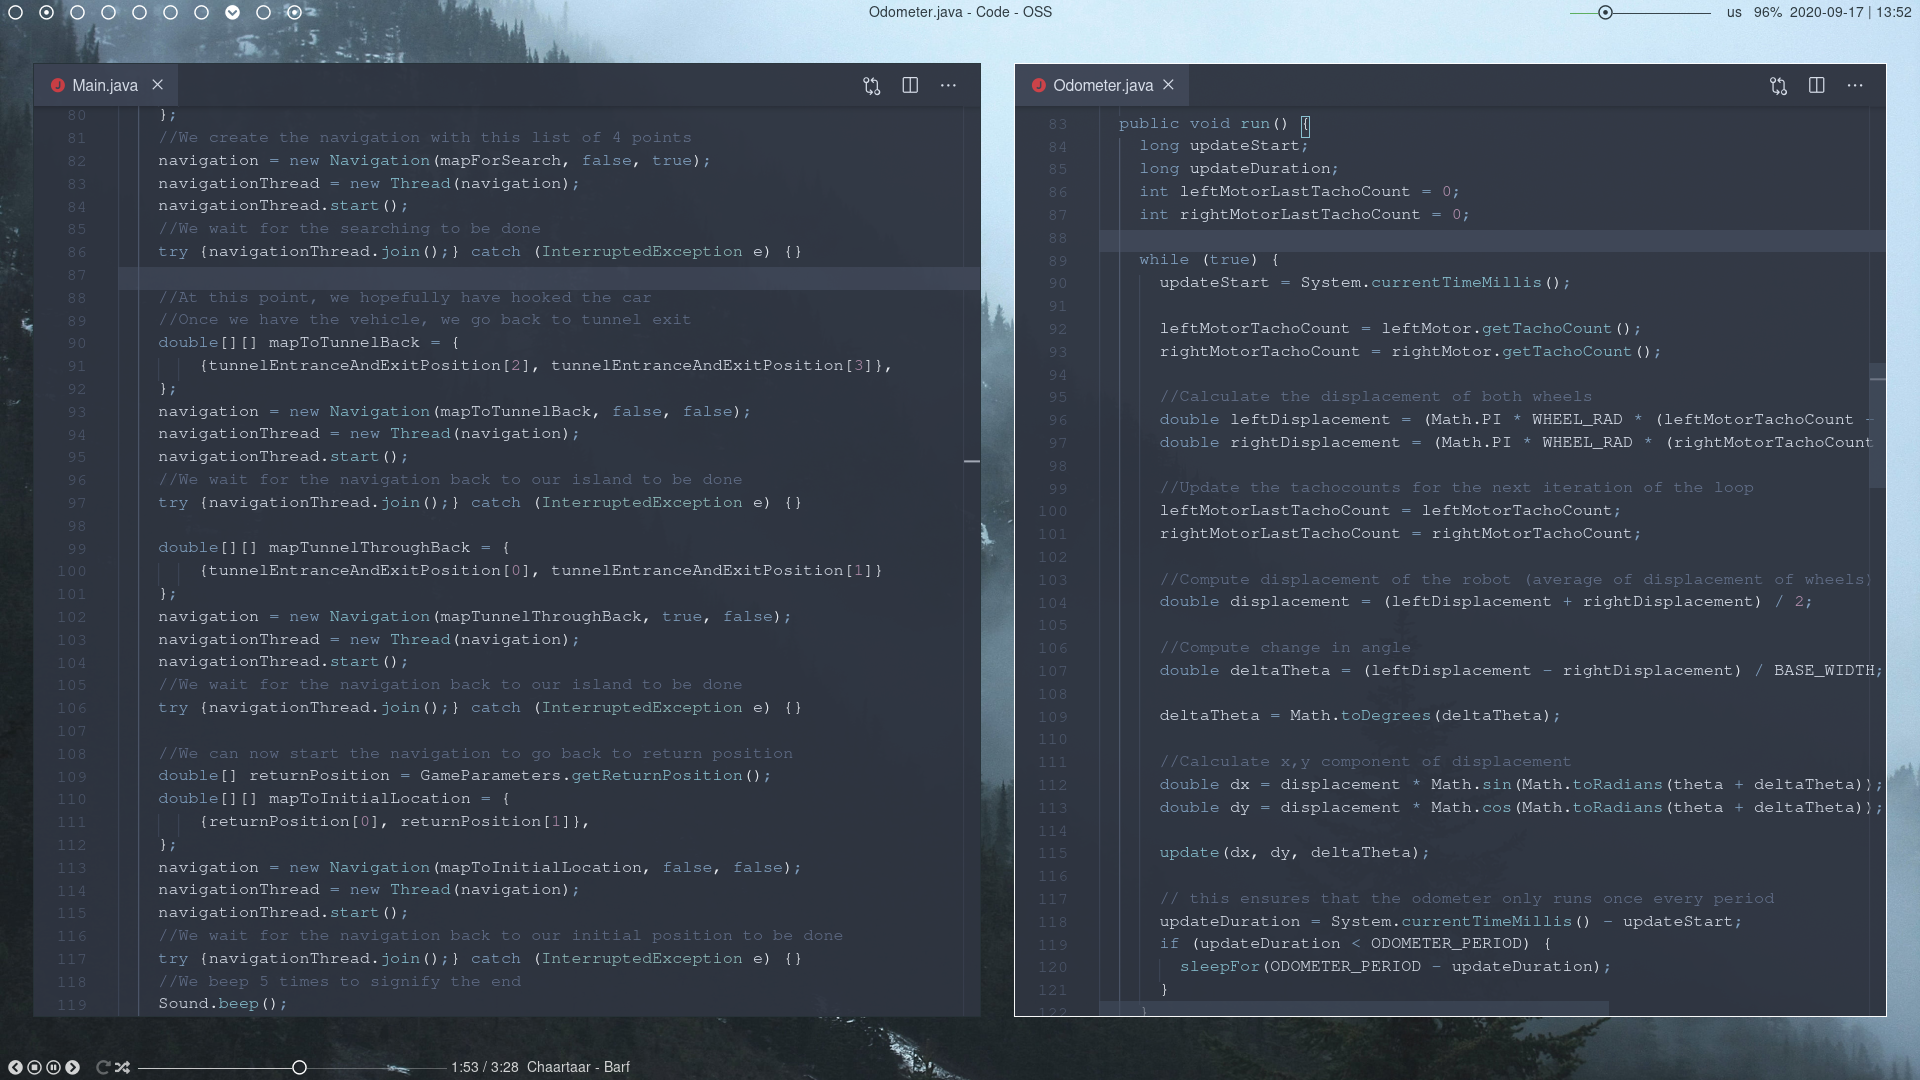 Odometer.java - Code - OSS
us 96% 2020-09-17 | 13:52
Main.java
80 };
81 //We create the navigation with this list of 4 points
82 navigation = new Navigation(mapForSearch, false, true);
83 navigationThread = new Thread(navigation);
84 navigationThread.start();
85 //We wait for the searching to be done
86 try {navigationThread.join();} catch (InterruptedException e) {}
87
88 //At this point, we hopefully have hooked the car
89 //Once we have the vehicle, we go back to tunnel exit
90 double[][] mapToTunnelBack = {
91 {tunnelEntranceAndExitPosition[2], tunnelEntranceAndExitPosition[3]},
92 };
93 navigation = new Navigation(mapToTunnelBack, false, false);
94 navigationThread = new Thread(navigation);
95 navigationThread.start();
96 //We wait for the navigation back to our island to be done
97 try {navigationThread.join();} catch (InterruptedException e) {}
98
99 double[][] mapTunnelThroughBack = {
100 {tunnelEntranceAndExitPosition[0], tunnelEntranceAndExitPosition[1]}
101 };
102 navigation = new Navigation(mapTunnelThroughBack, true, false);
103 navigationThread = new Thread(navigation);
104 navigationThread.start();
105 //We wait for the navigation back to our island to be done
106 try {navigationThread.join();} catch (InterruptedException e) {}
107
108 //We can now start the navigation to go back to return position
109 double[] returnPosition = GameParameters.getReturnPosition();
110 double[][] mapToInitialLocation = {
111 {returnPosition[0], returnPosition[1]},
112 };
113 navigation = new Navigation(mapToInitialLocation, false, false);
114 navigationThread = new Thread(navigation);
115 navigationThread.start();
116 //We wait for the navigation back to our initial position to be done
117 try {navigationThread.join();} catch (InterruptedException e) {}
118 //We beep 5 times to signify the end
119 Sound.beep();
Odometer.java
83 public void run() {
84 long updateStart;
85 long updateDuration;
86 int leftMotorLastTachoCount = 0;
87 int rightMotorLastTachoCount = 0;
88
89 while (true) {
90 updateStart = System.currentTimeMillis();
91
92 leftMotorTachoCount = leftMotor.getTachoCount();
93 rightMotorTachoCount = rightMotor.getTachoCount();
94
95 //Calculate the displacement of both wheels
96 double leftDisplacement = (Math.PI * WHEEL_RAD * (leftMotorTachoCount -
97 double rightDisplacement = (Math.PI * WHEEL_RAD * (rightMotorTachoCount
98
99 //Update the tachocounts for the next iteration of the loop
100 leftMotorLastTachoCount = leftMotorTachoCount;
101 rightMotorLastTachoCount = rightMotorTachoCount;
102
103 //Compute displacement of the robot (average of displacement of wheels)
104 double displacement = (leftDisplacement + rightDisplacement) / 2;
105
106 //Compute change in angle
107 double deltaTheta = (leftDisplacement - rightDisplacement) / BASE_WIDTH;
108
109 deltaTheta = Math.toDegrees(deltaTheta);
110
111 //Calculate x,y component of displacement
112 double dx = displacement * Math.sin(Math.toRadians(theta + deltaTheta));
113 double dy = displacement * Math.cos(Math.toRadians(theta + deltaTheta));
114
115 update(dx, dy, deltaTheta);
116
117 // this ensures that the odometer only runs once every period
118 updateDuration = System.currentTimeMillis() - updateStart;
119 if (updateDuration < ODOMETER_PERIOD) {
120 sleepFor(ODOMETER_PERIOD - updateDuration);
121 }
122 }
1:53 / 3:28 Chaartaar - Barf